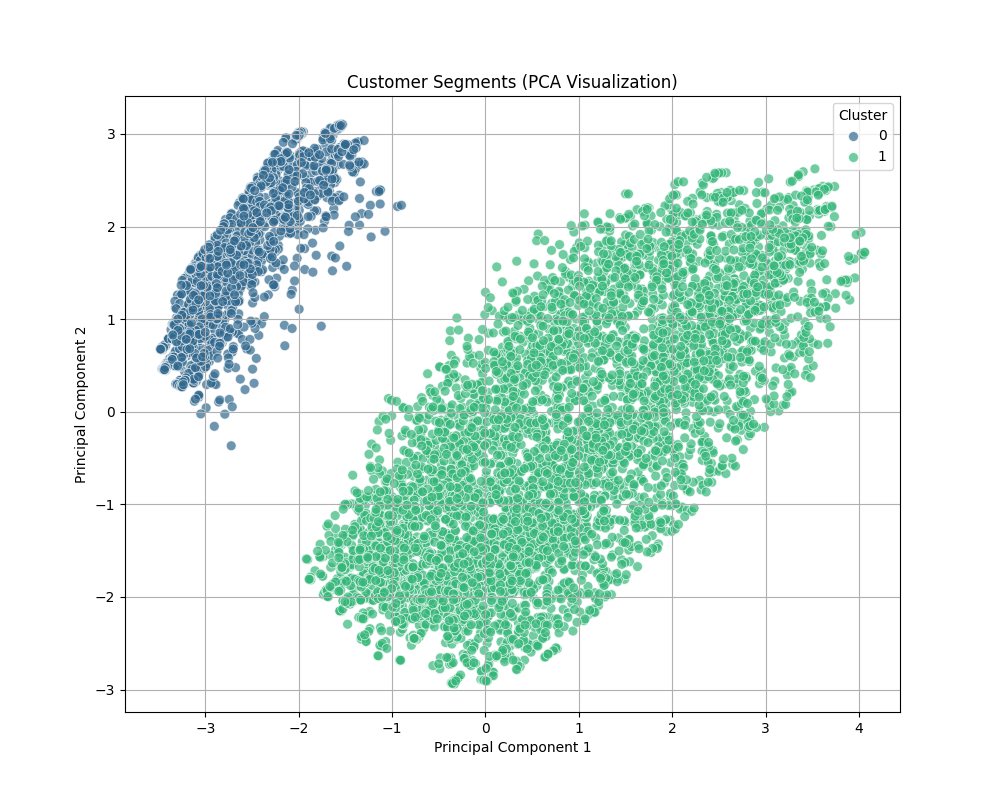 Customer Segments (PCA Visualization)
Cluster
0
1
Principal Component 2
3
2
1
0
−1
−2
−3
−3 −2 −1 0 1 2 3 4
Principal Component 1